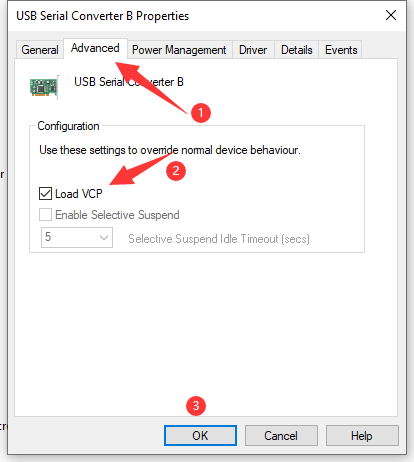 USB Serial Converter B Properties
General Advanced Power Management Driver Details Events
USB Serial Converter B
1
Configuration
Use these settings to override normal device behaviour.
2
Load VCP
Enable Selective Suspend
5 Selective Suspend Idle Timeout (secs)
3
OK Cancel Help